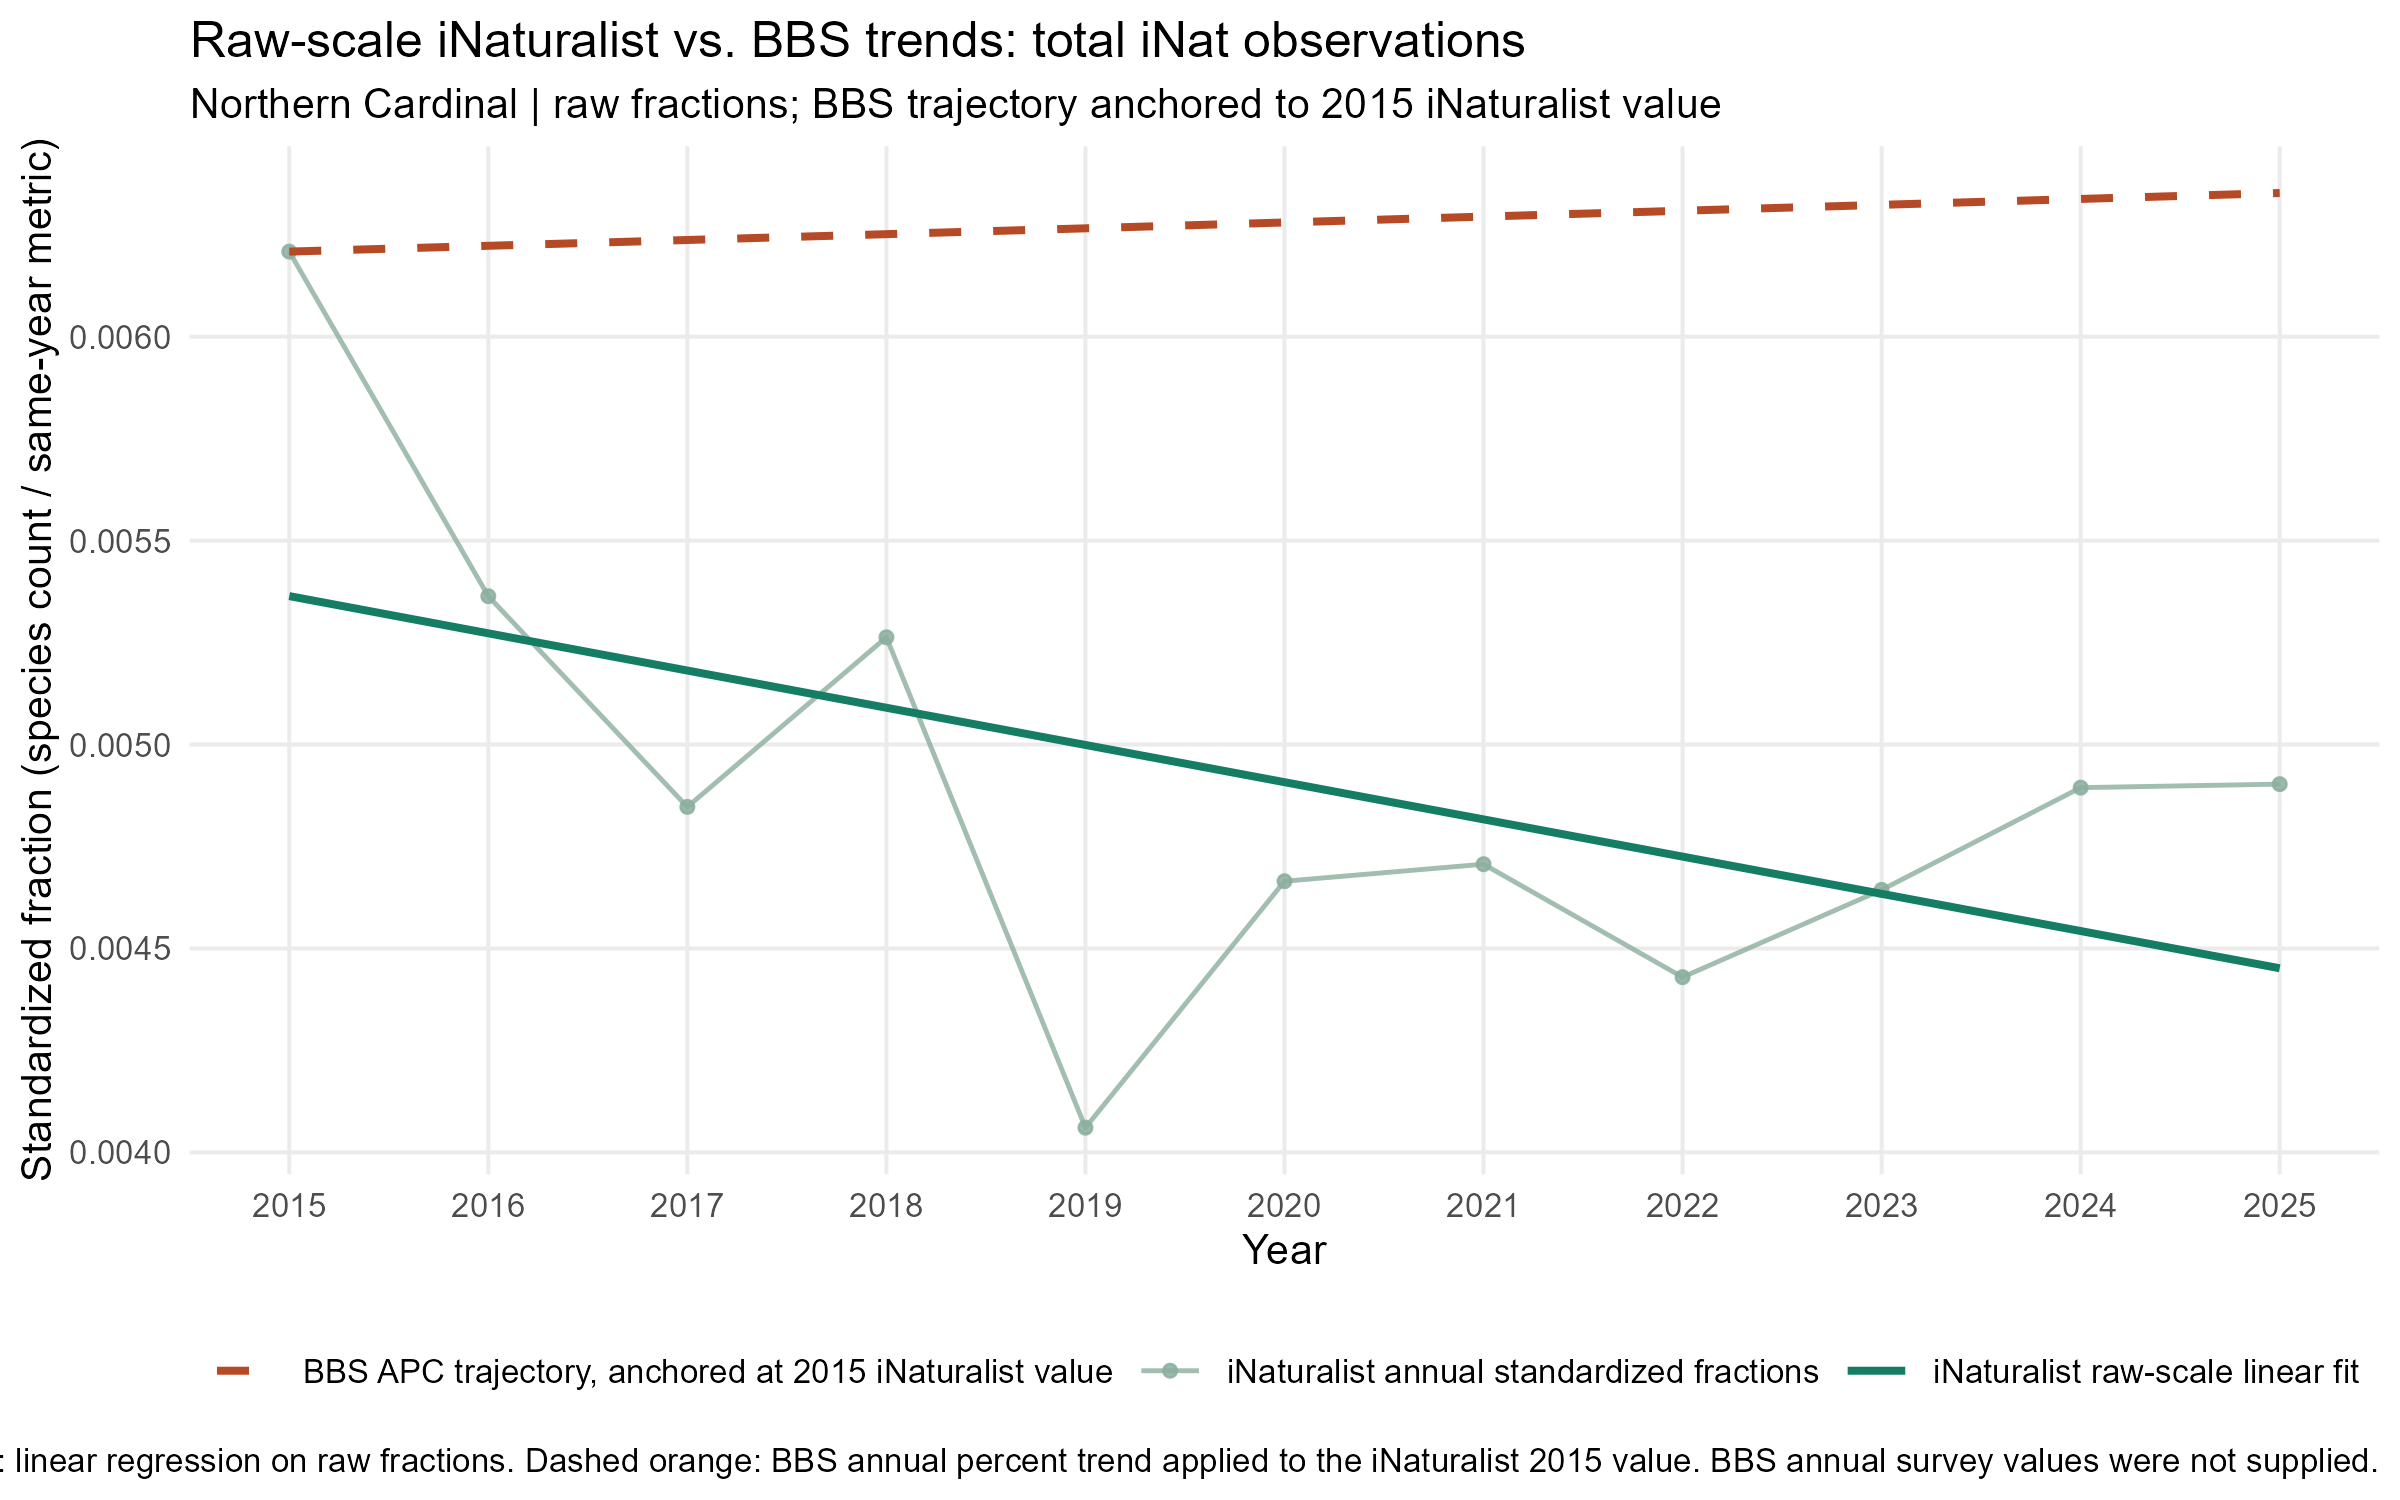 Raw-scale iNaturalist vs. BBS trends: total iNat observations
Northern Cardinal | raw fractions; BBS trajectory anchored to 2015 iNaturalist value
Standardized fraction (species count / same-year metric)
0.0060
0.0055
0.0050
0.0045
0.0040
2015 2016 2017 2018 2019 2020 2021 2022 2023 2024 2025
Year
BBS APC trajectory, anchored at 2015 iNaturalist value iNaturalist annual standardized fractions iNaturalist raw-scale linear fit
: linear regression on raw fractions. Dashed orange: BBS annual percent trend applied to the iNaturalist 2015 value. BBS annual survey values were not supplied.